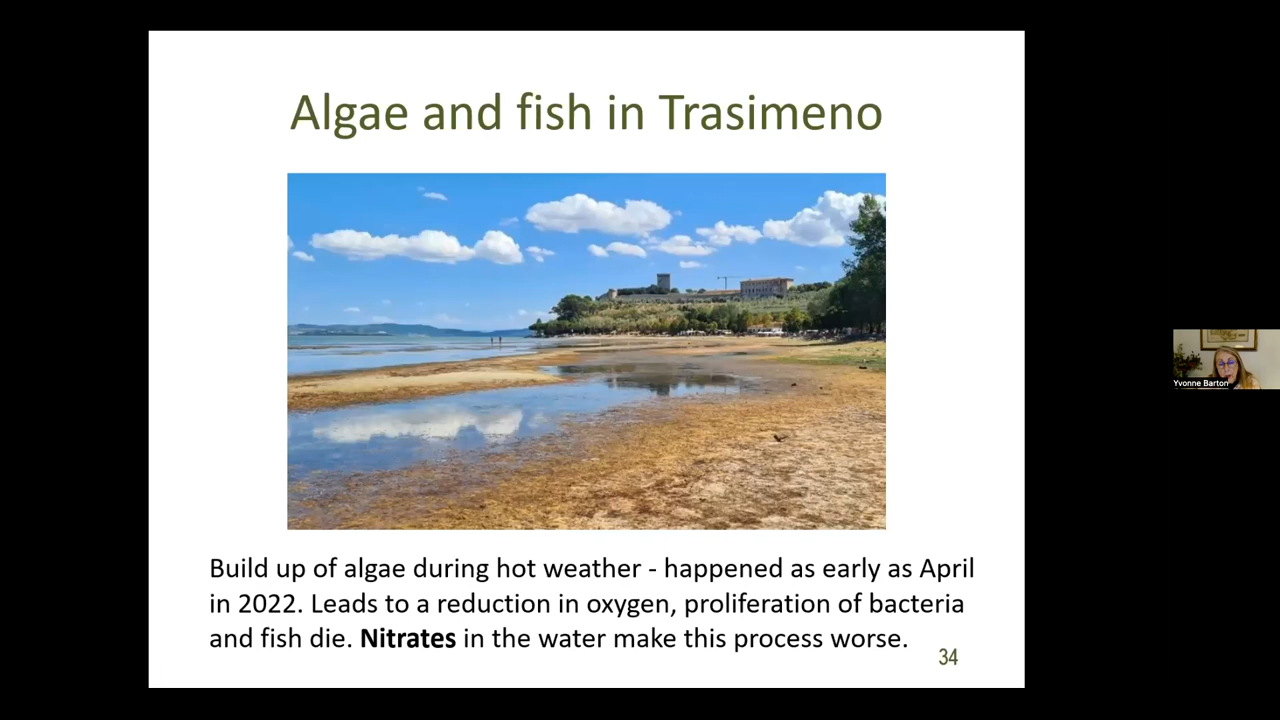 Algae and fish in Trasimeno
Yvonne Barton
Build up of algae during hot weather - happened as early as April
in 2022. Leads to a reduction in oxygen, proliferation of bacteria
and fish die. Nitrates in the water make this process worse.
34